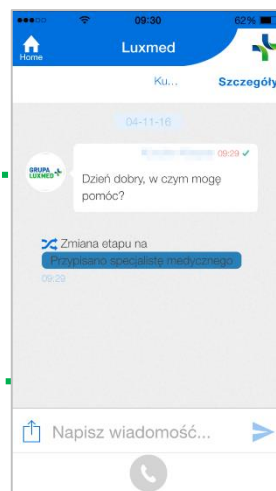 09:30
62%
Home
Luxmed
Ku...
Szczegóły
04-11-16
09:29
GRUPA
LUXMED
Dzień dobry, w czym mogę
pomóc?
Zmiana etapu na
Przypisano specjalistę medycznego
09:29
Napisz wiadomość...